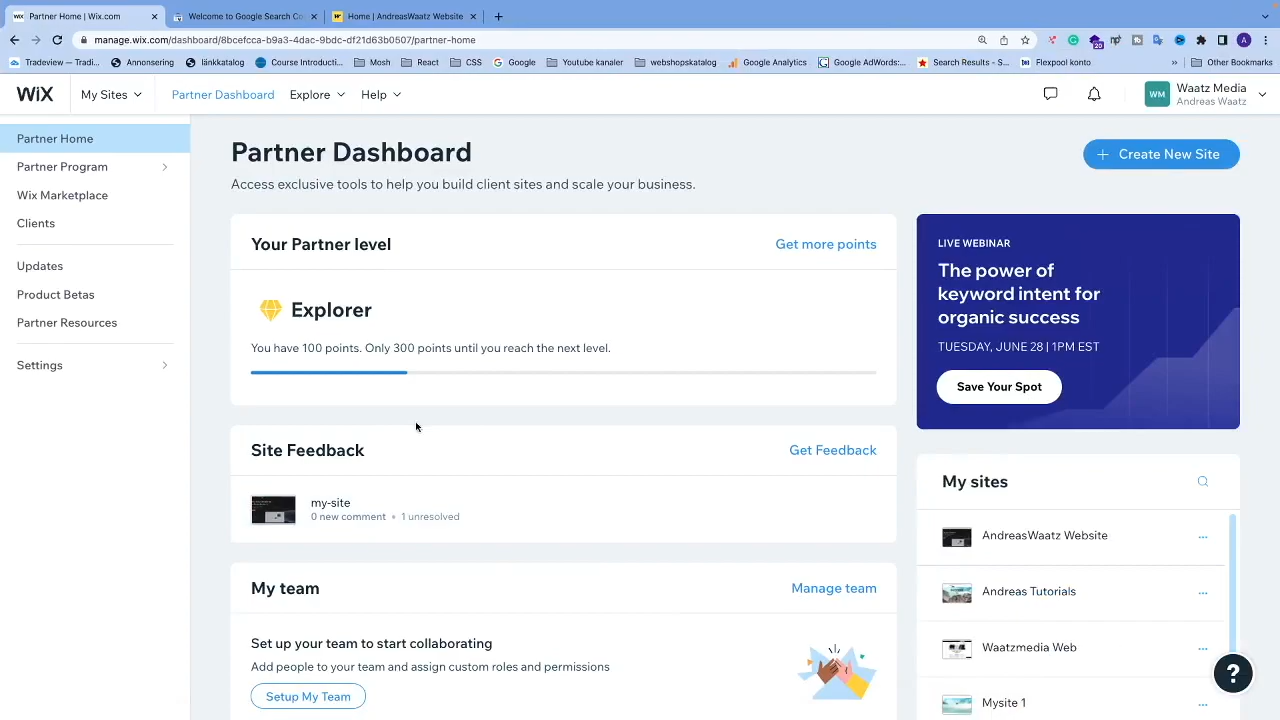 Partner Home | Wix.com
Welcome to Google Search Co
Home | AndreasWaatz Website
manage.wix.com/dashboard/8bcefcca-b9a3-4dac-9bdc-df21d63b0507/partner-home
20
A
Tradeview – Tradi...
Annonsering
länkkatalog
Course Introducti...
Mosh
React
CSS
Google
Youtube kanaler
webshopskatalog
Google Analytics
Google AdWords:...
Search Results - S...
Flexpool konto
»
Other Bookmarks
WiX
My Sites
Partner Dashboard
Explore
Help
WM
Waatz Media
Andreas Waatz
Partner Home
Partner Program
Wix Marketplace
Clients
Updates
Product Betas
Partner Resources
Settings
Partner Dashboard
Access exclusive tools to help you build client sites and scale your business.
+ Create New Site
Your Partner level
Get more points
Explorer
You have 100 points. Only 300 points until you reach the next level.
Site Feedback
Get Feedback
my-site
0 new comment • 1 unresolved
My team
Manage team
Set up your team to start collaborating
Add people to your team and assign custom roles and permissions
Setup My Team
LIVE WEBINAR
The power of
keyword intent for
organic success
TUESDAY, JUNE 28 | 1PM EST
Save Your Spot
My sites
AndreasWaatz Website
...
Andreas Tutorials
...
Waatzmedia Web
...
Mysite 1
...
?